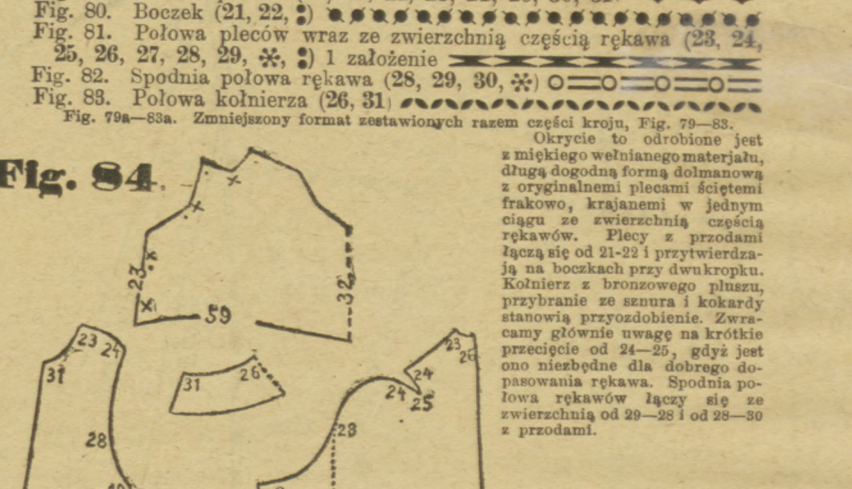 Fig. 80. Boczek (21, 22, :)
Fig. 81. Połowa pleców wraz ze zwierzchnią częścią rękawa (23, 24,
25, 26, 27, 28, 29, *, :) 1 założenie
Fig. 82. Spodnia połowa rękawa (28, 29, 30, *)
Fig. 83. Połowa kołnierza (26, 31)
Fig. 79a—83a. Zmniejszony format zestawionych razem części kroju, Fig. 79—83.
Okrycie to odrobione jest
z miękiego wełnianego materjału,
długą dogodną formą dolmanową
z oryginalnemi plecami ściętemi
frakowo, krajanemi w jednym
ciągu ze zwierzchnią częścią
rękawów. Plecy z przodami
łączą się od 21-22 i przytwierdza-
ją na boczkach przy dwukropku.
Kołnierz z bronzowego pluszu,
przybranie ze sznura i kokardy
stanowią przyozdobienie. Zwra-
camy głównie uwagę na krótkie
przecięcie od 24—25, gdyż jest
ono niezbędne dla dobrego do-
pasowania rękawa. Spodnia po-
łowa rękawów łączy się ze
zwierzchnią od 29—28 i od 28—30
z przodami.
Fig. 84.
23
32
59
23 24
31
28
31 26
23 26
24
24 25
28